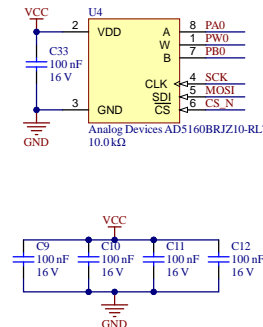 VCC
U4
2 VDD A 8 PA0
W 1 PW0
B 7 PB0
C33
100 nF
16 V
CLK 4 SCK
SDI 5 MOSI
3 GND CS 6 CS_N
GND
Analog Devices AD5160BRJZ10-RL
10.0 kΩ
VCC
C9 C10 C11 C12
100 nF 100 nF 100 nF 100 nF
16 V 16 V 16 V 16 V
GND